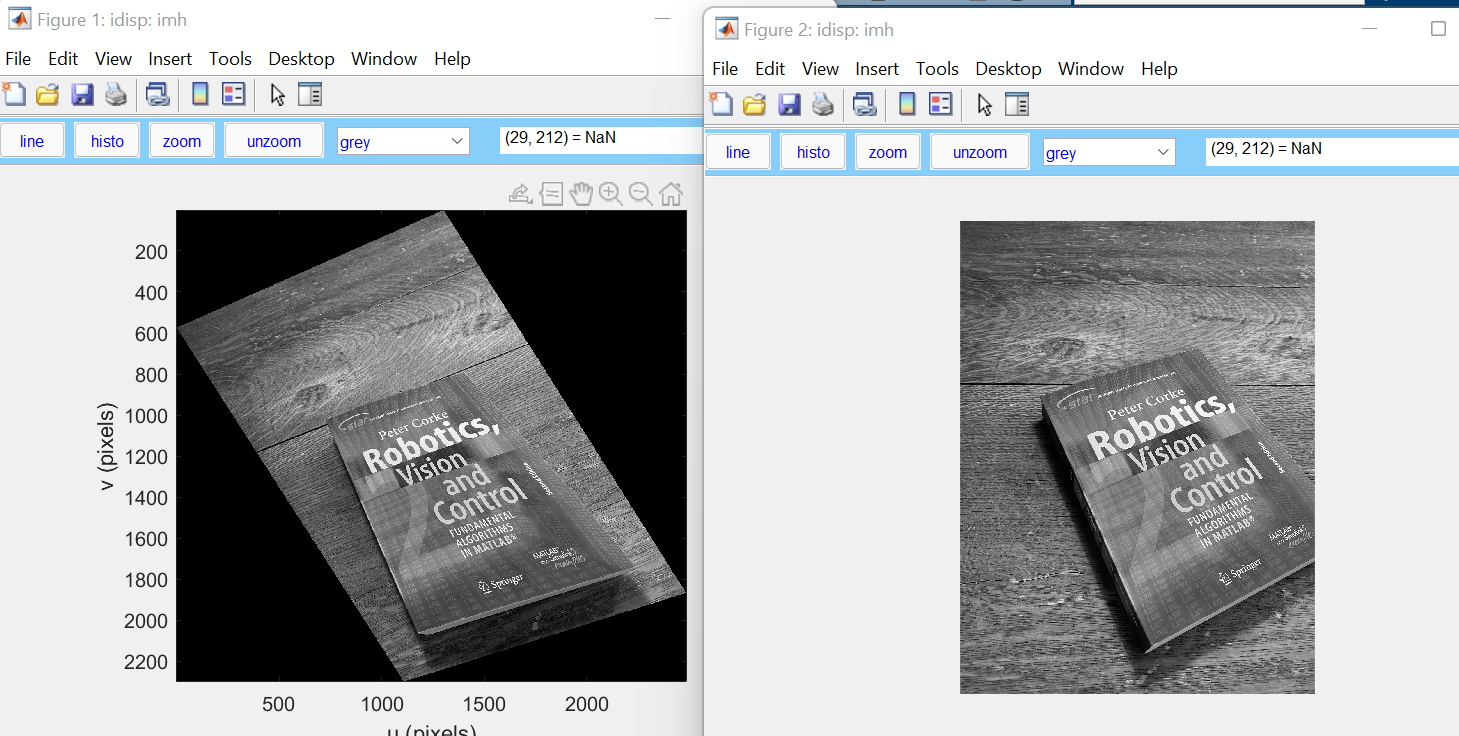 Figure 1: idisp: imh
File Edit View Insert Tools Desktop Window Help
line histo zoom unzoom grey (29, 212) = NaN
200
400
600
800
1000
1200
1400
1600
1800
2000
2200
v (pixels)
500 1000 1500 2000
u (pixels)
star
Peter Corke
Robotics,
Vision
and
Control
Second Edition
FUNDAMENTAL
ALGORITHMS
IN MATLAB®
MATLAB
Springer
Figure 2: idisp: imh
File Edit View Insert Tools Desktop Window Help
line histo zoom unzoom grey (29, 212) = NaN
star
Peter Corke
Robotics,
Vision
and
Control
Second Edition
FUNDAMENTAL
ALGORITHMS
IN MATLAB®
MATLAB
Springer